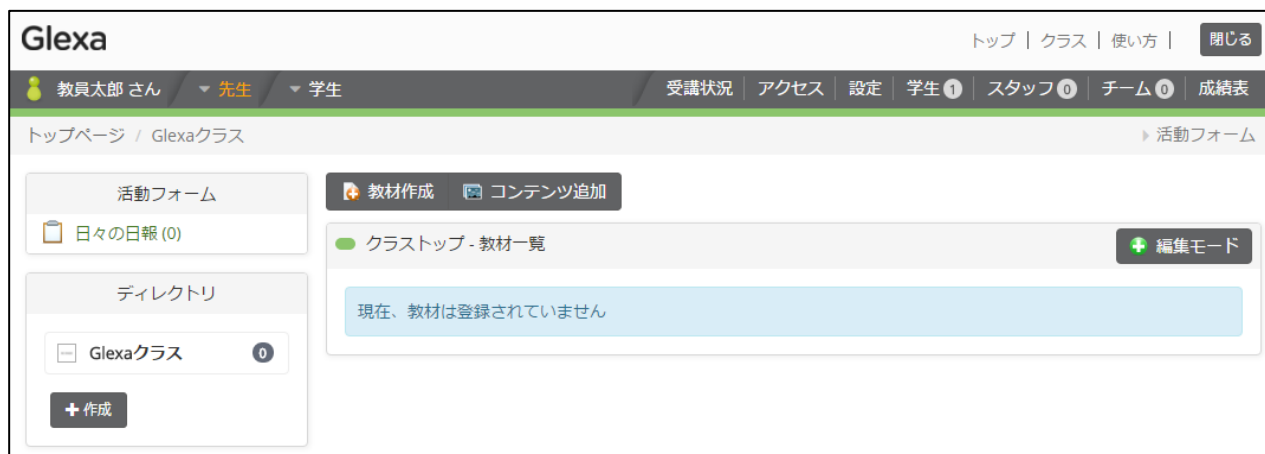 Glexa
トップ | クラス | 使い方 | 閉じる
教員太郎 さん 先生 学生 受講状況 アクセス 設定 学生 1 スタッフ 0 チーム 0 成績表
トップページ / Glexaクラス 活動フォーム
活動フォーム
日々の日報 (0)
ディレクトリ
Glexaクラス 0
作成
教材作成 コンテンツ追加
クラストップ - 教材一覧 編集モード
現在、教材は登録されていません